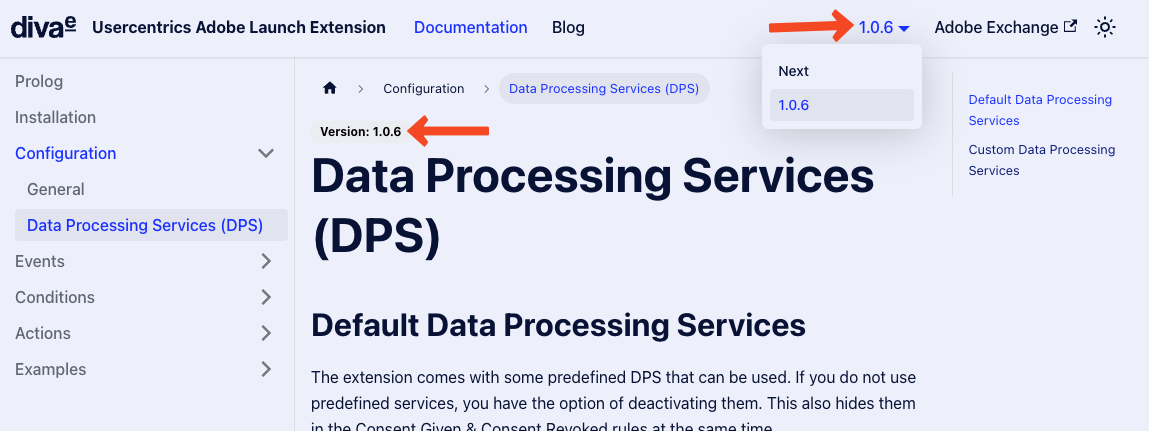 divae Usercentrics Adobe Launch Extension Documentation Blog 1.0.6 Adobe Exchange
Next
1.0.6
Prolog
Installation
Configuration
General
Data Processing Services (DPS)
Events
Conditions
Actions
Examples
Configuration Data Processing Services (DPS)
Version: 1.0.6
Data Processing Services
(DPS)
Default Data Processing Services
The extension comes with some predefined DPS that can be used. If you do not use
predefined services, you have the option of deactivating them. This also hides them
in the Consent Given & Consent Revoked rules at the same time.
Default Data Processing
Services
Custom Data Processing
Services